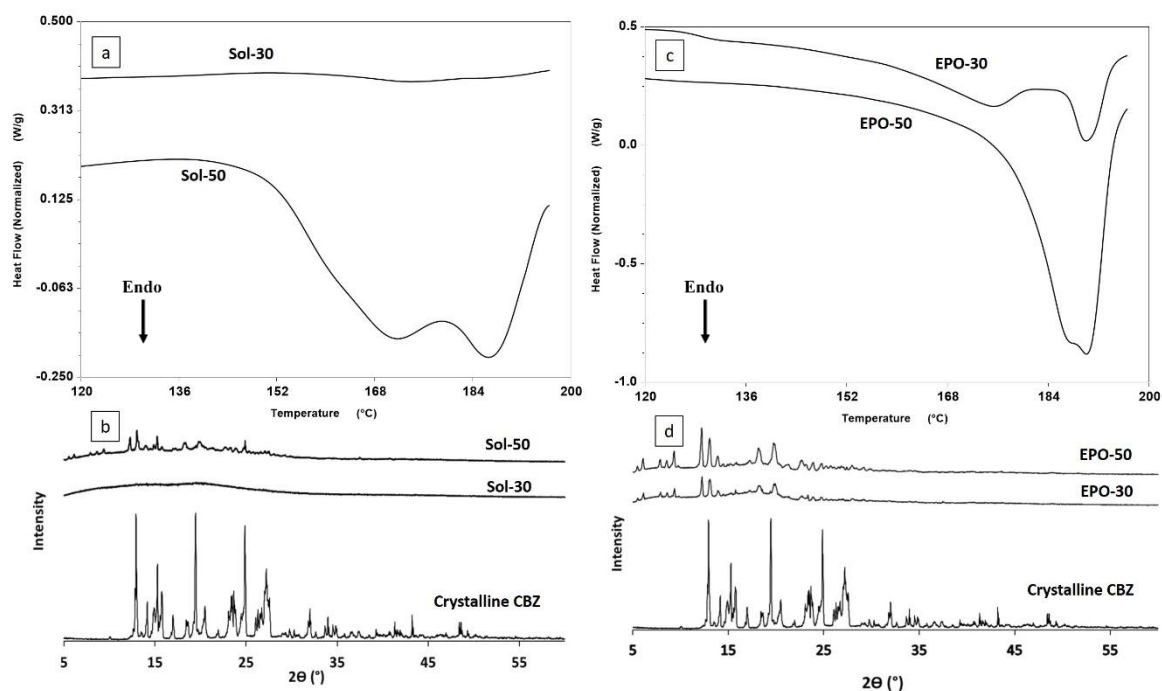 a
0.500
0.313
0.125
-0.063
-0.250
Heat Flow (Normalized) (W/g)
Sol-30
Sol-50
Endo
120 136 152 168 184 200
Temperature (°C)
c
0.5
0.0
-0.5
-1.0
Heat Flow (Normalized) (W/g)
EPO-30
EPO-50
Endo
120 136 152 168 184 200
Temperature (°C)
b
Sol-50
Sol-30
Crystalline CBZ
Intensity
5 15 25 35 45 55
2Θ (°)
d
EPO-50
EPO-30
Crystalline CBZ
Intensity
5 15 25 35 45 55
2Θ (°)